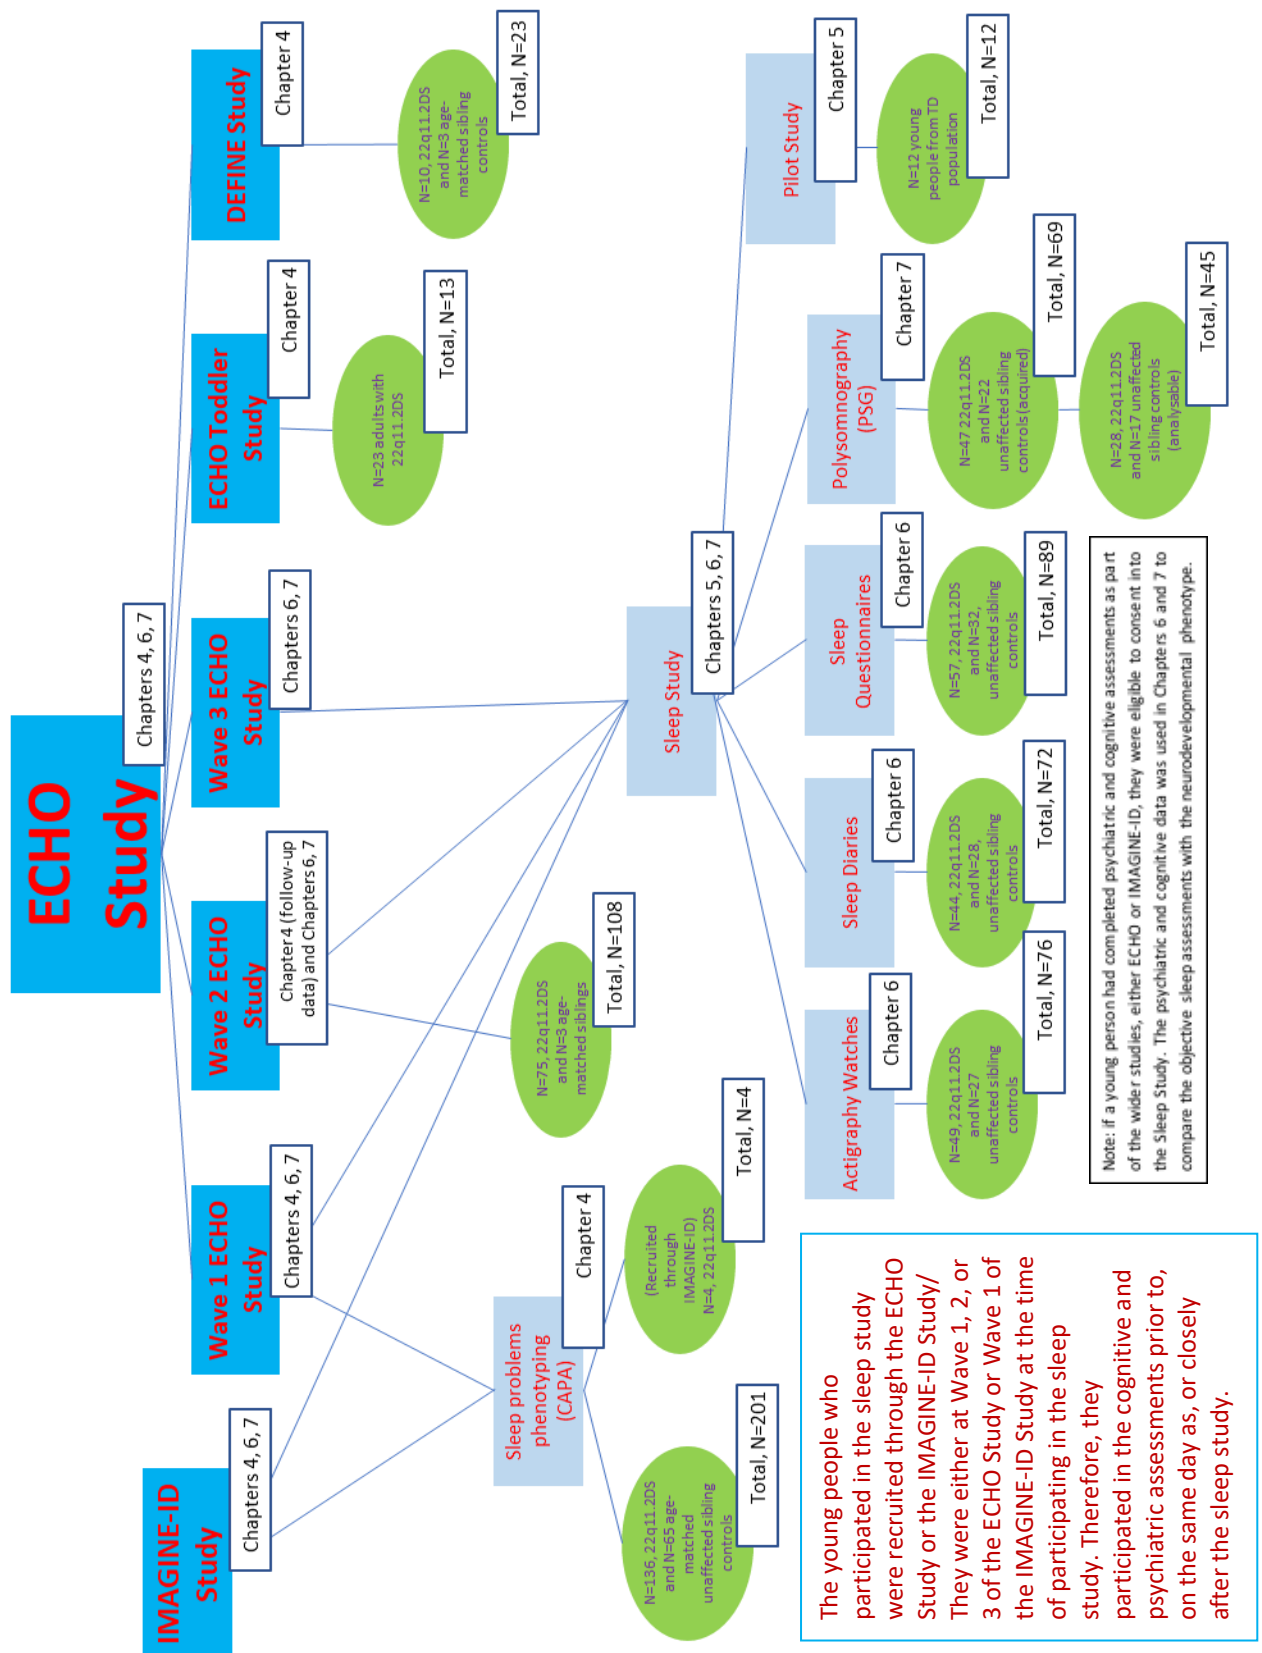 ECHO
Study
Chapters 4, 6, 7
IMAGINE-ID
Study
Chapters 4, 6, 7
Wave 1 ECHO
Study
Chapters 4, 6, 7
Wave 2 ECHO
Study
Chapter 4 (follow-up
data) and Chapters 6, 7
Wave 3 ECHO
Study
Chapters 6, 7
ECHO Toddler
Study
Chapter 4
DEFINE Study
Chapter 4
N=23 adults with
22q11.2DS
Total, N=13
N=10, 22q11.2DS
and N=3 age-
matched sibling
controls
Total, N=23
N=75, 22q11.2DS
and N=3 age-
matched siblings
Total, N=108
Sleep problems
phenotyping
(CAPA)
Chapter 4
N=136, 22q11.2DS
and N=65 age-
matched
unaffected sibling
controls
Total, N=201
(Recruited
through
IMAGINE-ID)
N=4, 22q11.2DS
Total, N=4
Sleep Study
Chapters 5, 6, 7
Actigraphy Watches
Chapter 6
N=49, 22q11.2DS
and N=27
unaffected sibling
controls
Total, N=76
Sleep Diaries
Chapter 6
N=44, 22q11.2DS
and N=28,
unaffected sibling
controls
Total, N=72
Sleep
Questionnaires
Chapter 6
N=57, 22q11.2DS
and N=32,
unaffected sibling
controls
Total, N=89
Polysomnography
(PSG)
Chapter 7
N=47 22q11.2DS
and N=22
unaffected sibling
controls (acquired)
Total, N=69
N=28, 22q11.2DS
and N=17 unaffected
sibling controls
(analysable)
Total, N=45
Pilot Study
Chapter 5
N=12 young
people from TD
population
Total, N=12
The young people who
participated in the sleep study
were recruited through the ECHO
Study or the IMAGINE-ID Study/
They were either at Wave 1, 2, or
3 of the ECHO Study or Wave 1 of
the IMAGINE-ID Study at the time
of participating in the sleep
study. Therefore, they
participated in the cognitive and
psychiatric assessments prior to,
on the same day as, or closely
after the sleep study.
Note: if a young person had completed psychiatric and cognitive assessments as part
of the wider studies, either ECHO or IMAGINE-ID, they were eligible to consent into
the Sleep Study. The psychiatric and cognitive data was used in Chapters 6 and 7 to
compare the objective sleep assessments with the neurodevelopmental phenotype.